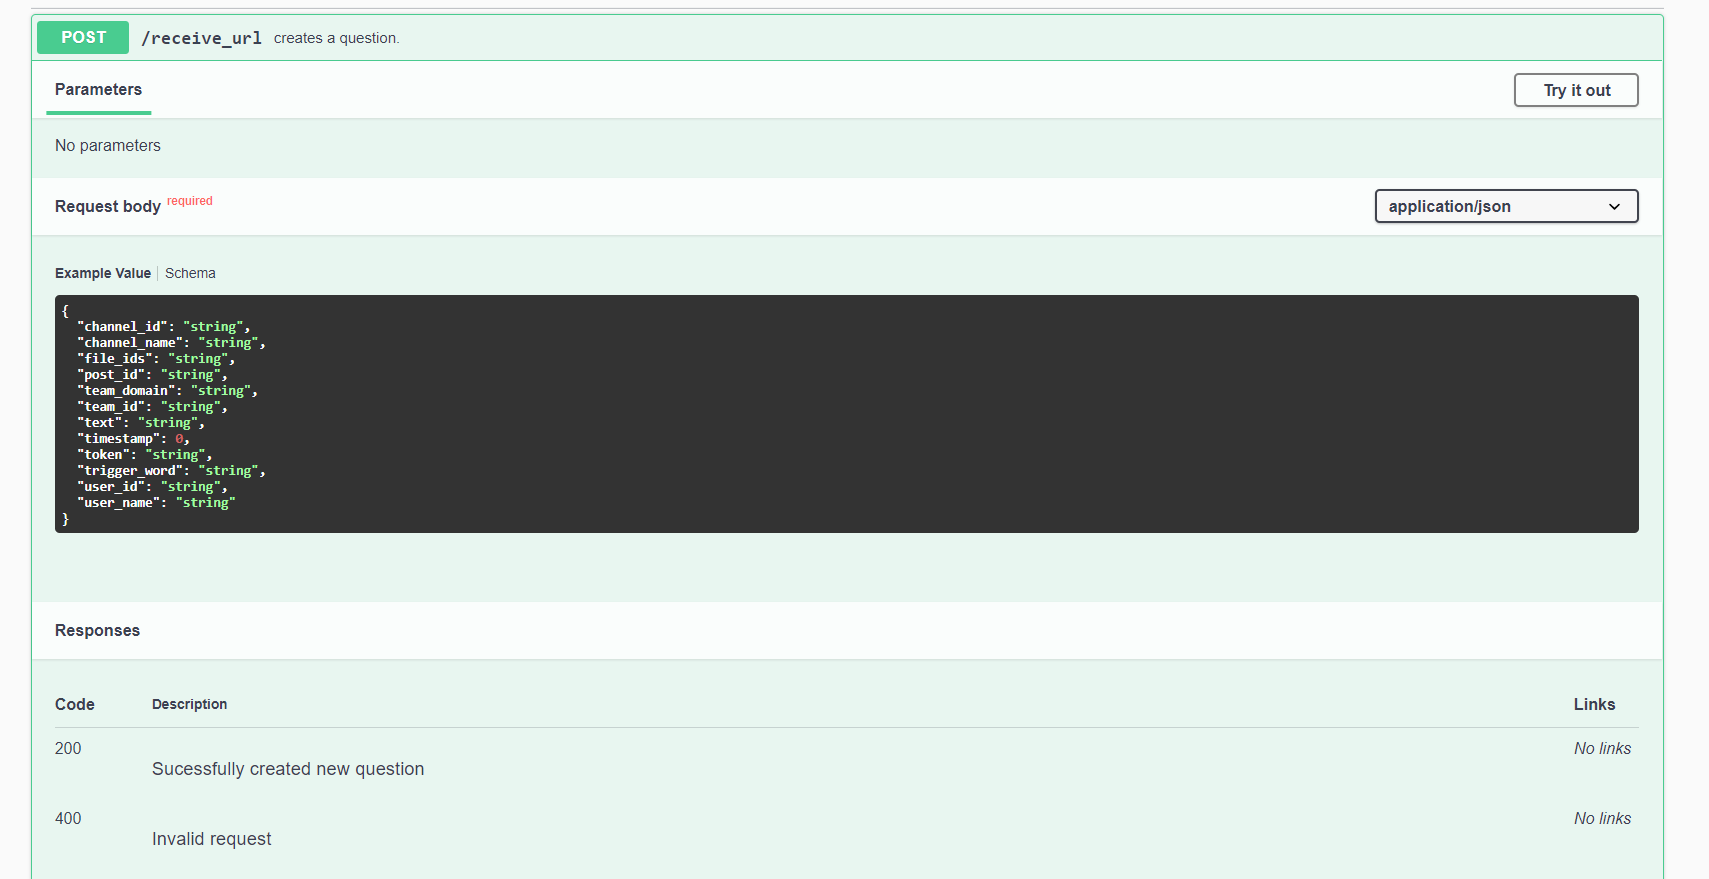 POST /receive_url creates a question.
Parameters Try it out
No parameters
Request body required application/json
Example Value Schema
{
"channel_id": "string",
"channel_name": "string",
"file_ids": "string",
"post_id": "string",
"team_domain": "string",
"team_id": "string",
"text": "string",
"timestamp": 0,
"token": "string",
"trigger_word": "string",
"user_id": "string",
"user_name": "string"
}
Responses
Code Description Links
200 No links
Sucessfully created new question
400 No links
Invalid request